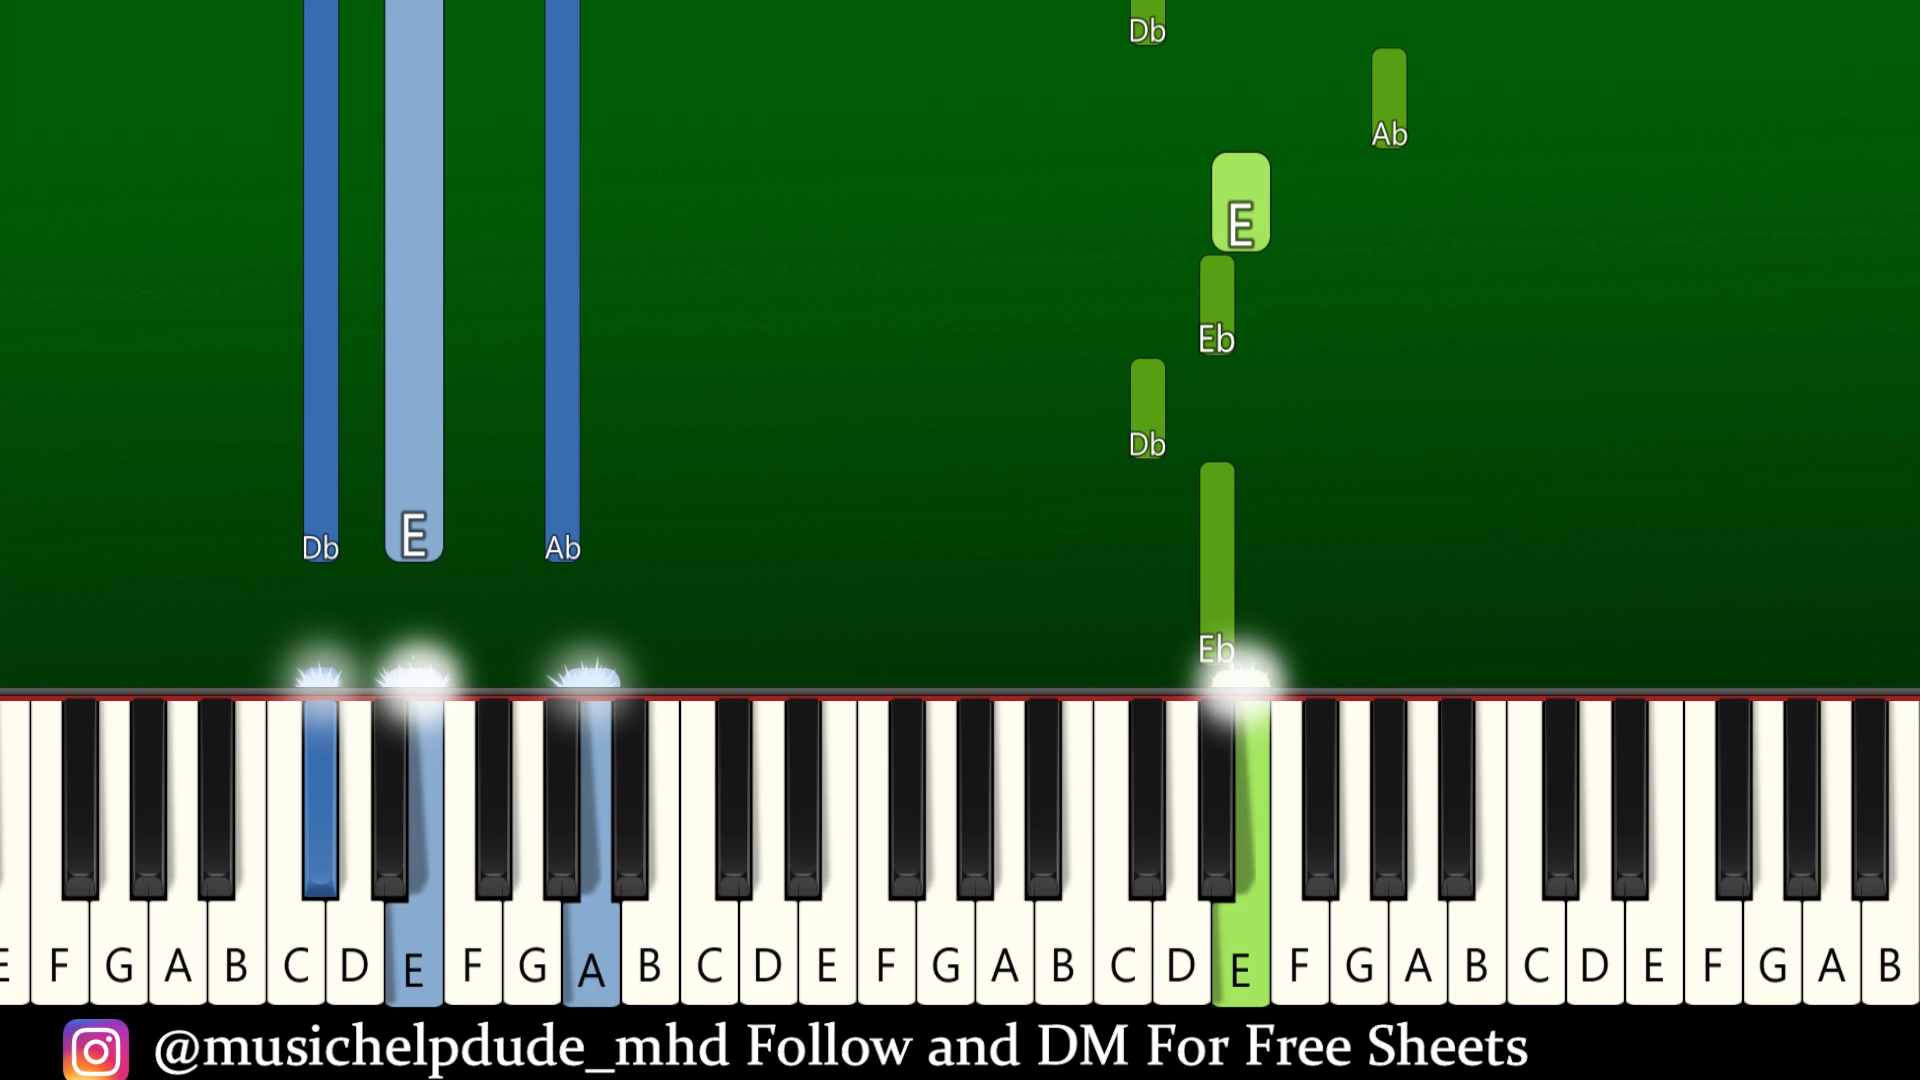 Db
Ab
E
Eb
Db
Db E Ab
Eb
E F G A B C D E F G A B C D E F G A B C D E F G A B C D E F G A B
@musichelpdude_mhd Follow and DM For Free Sheets